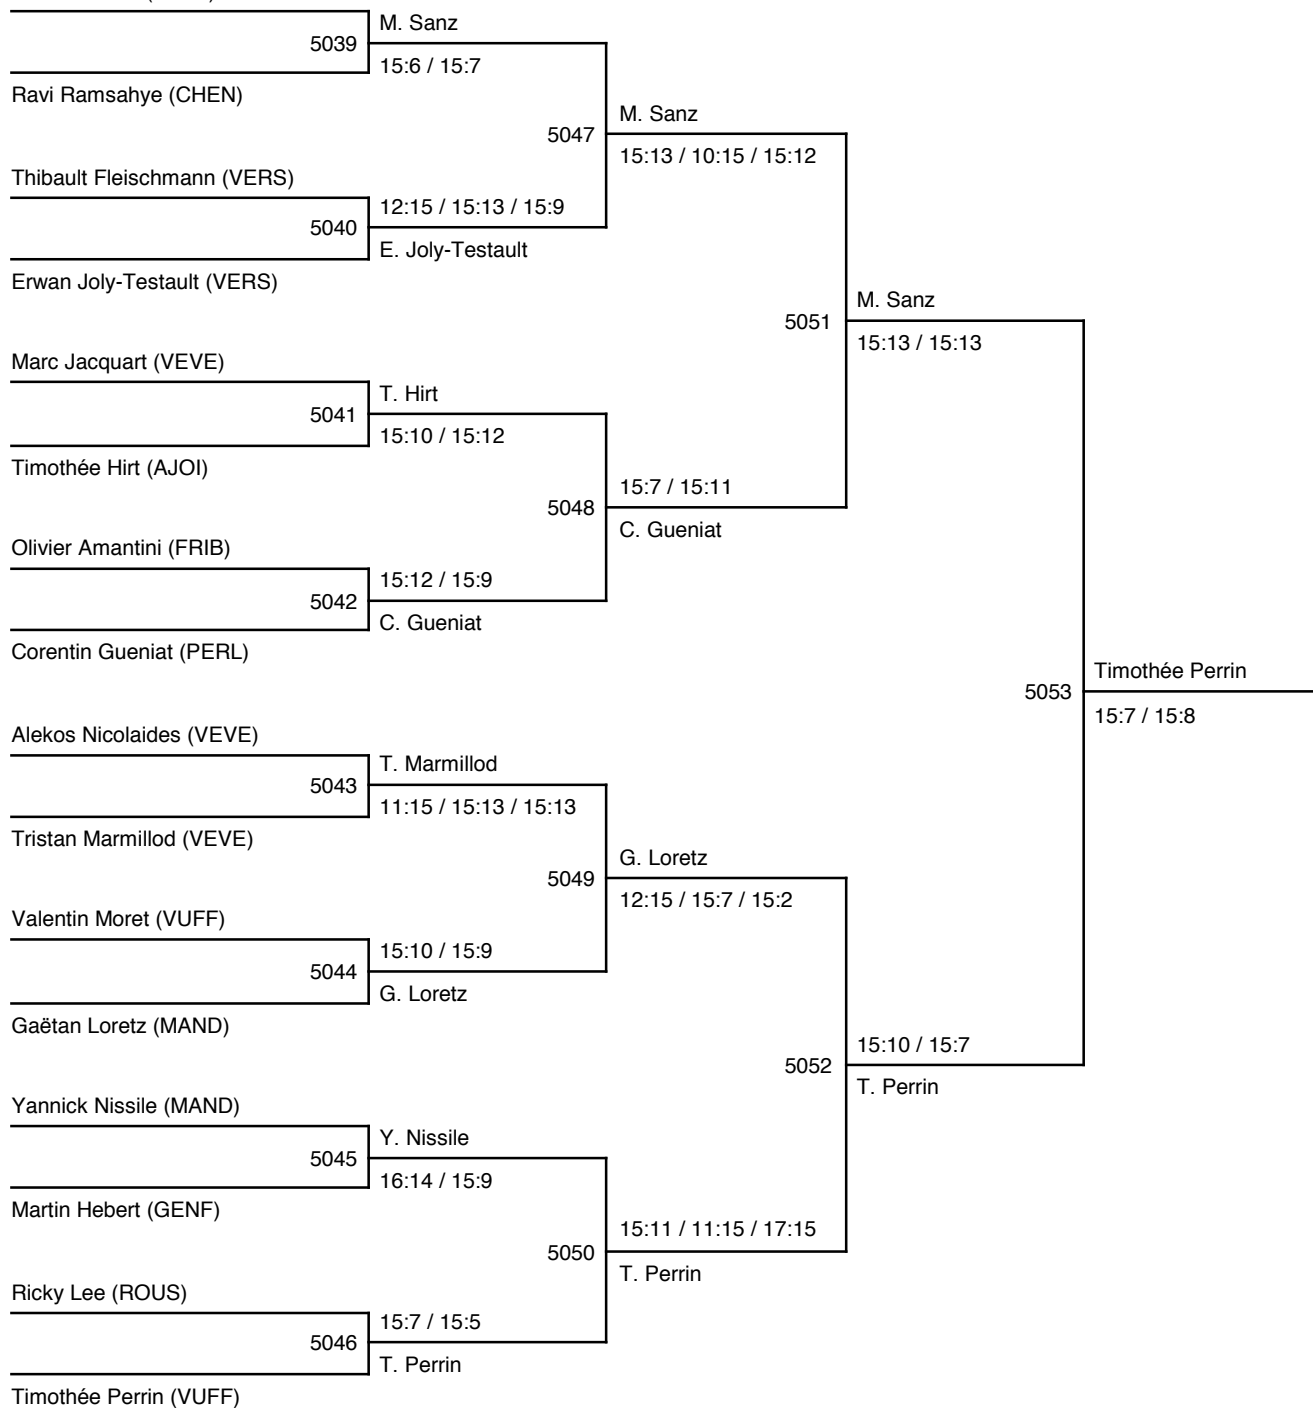 M. Sanz
5039
15:6 / 15:7
Ravi Ramsahye (CHEN)
M. Sanz
5047
15:13 / 10:15 / 15:12
Thibault Fleischmann (VERS)
12:15 / 15:13 / 15:9
5040
E. Joly-Testault
Erwan Joly-Testault (VERS)
M. Sanz
5051
15:13 / 15:13
Marc Jacquart (VEVE)
T. Hirt
5041
15:10 / 15:12
Timothée Hirt (AJOI)
15:7 / 15:11
5048
C. Gueniat
Olivier Amantini (FRIB)
15:12 / 15:9
5042
C. Gueniat
Corentin Gueniat (PERL)
Timothée Perrin
5053
15:7 / 15:8
Alekos Nicolaides (VEVE)
T. Marmillod
5043
11:15 / 15:13 / 15:13
Tristan Marmillod (VEVE)
G. Loretz
5049
12:15 / 15:7 / 15:2
Valentin Moret (VUFF)
15:10 / 15:9
5044
G. Loretz
Gaëtan Loretz (MAND)
15:10 / 15:7
5052
T. Perrin
Yannick Nissile (MAND)
Y. Nissile
5045
16:14 / 15:9
Martin Hebert (GENF)
15:11 / 11:15 / 17:15
5050
T. Perrin
Ricky Lee (ROUS)
15:7 / 15:5
5046
T. Perrin
Timothée Perrin (VUFF)